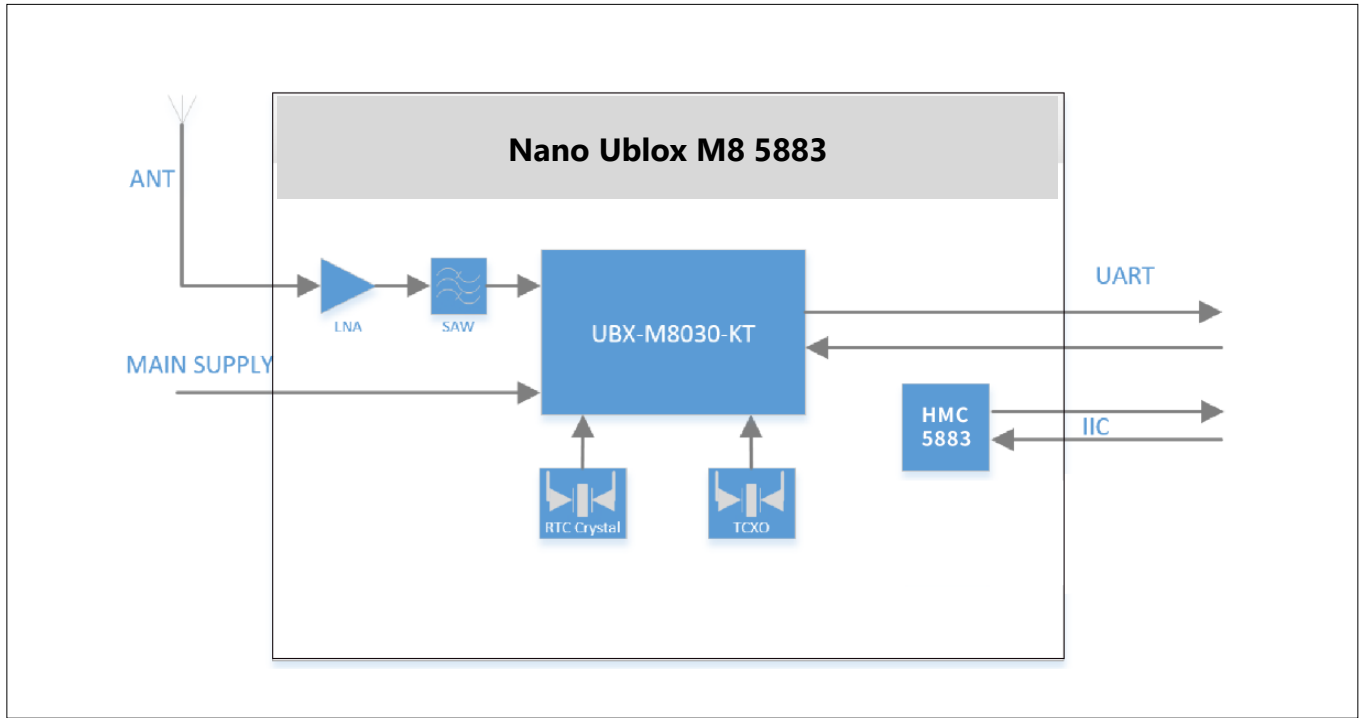 Nano Ublox M8 5883
ANT
LNA
SAW
UBX-M8030-KT
UART
MAIN SUPPLY
HMC
5883
IIC
RTC Crystal
TCXO